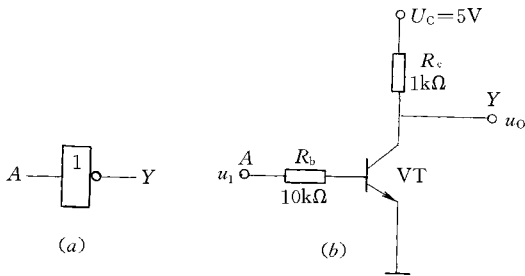 A 1 Y
(a)
U_C=5V
R_c
1kΩ
Y
u_O
A
u_I
R_b
10kΩ
VT
(b)